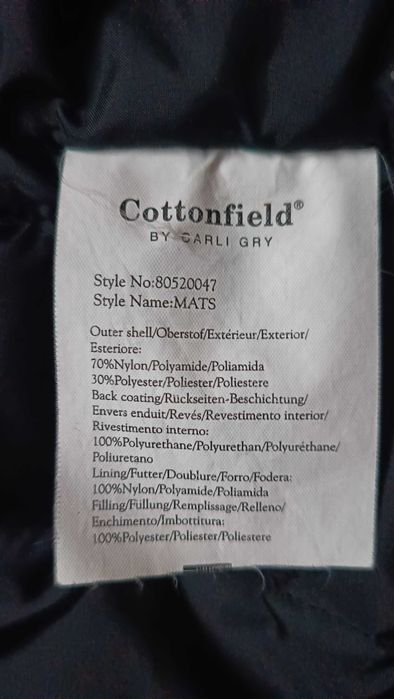 Cottonfield®
BY CARLI GRY
Style No:80520047
Style Name:MATS
Outer shell/Oberstof/Extérieur/Exterior/
Esteriore:
70%Nylon/Polyamide/Poliamida
30%Polyester/Poliester/Poliestere
Back coating/Rückseiten-Beschichtung/
Envers enduit/Revés/Revestimento interior/
Rivestimento interno:
100%Polyurethane/Polyurethan/Polyuréthane/
Poliuretano
Lining/Futter/Doublure/Forro/Fodera:
100%Nylon/Polyamide/Poliamida
Filling/Füllung/Remplissage/Relleno/
Enchimento/Imbottitura:
100%Polyester/Poliester/Poliestere